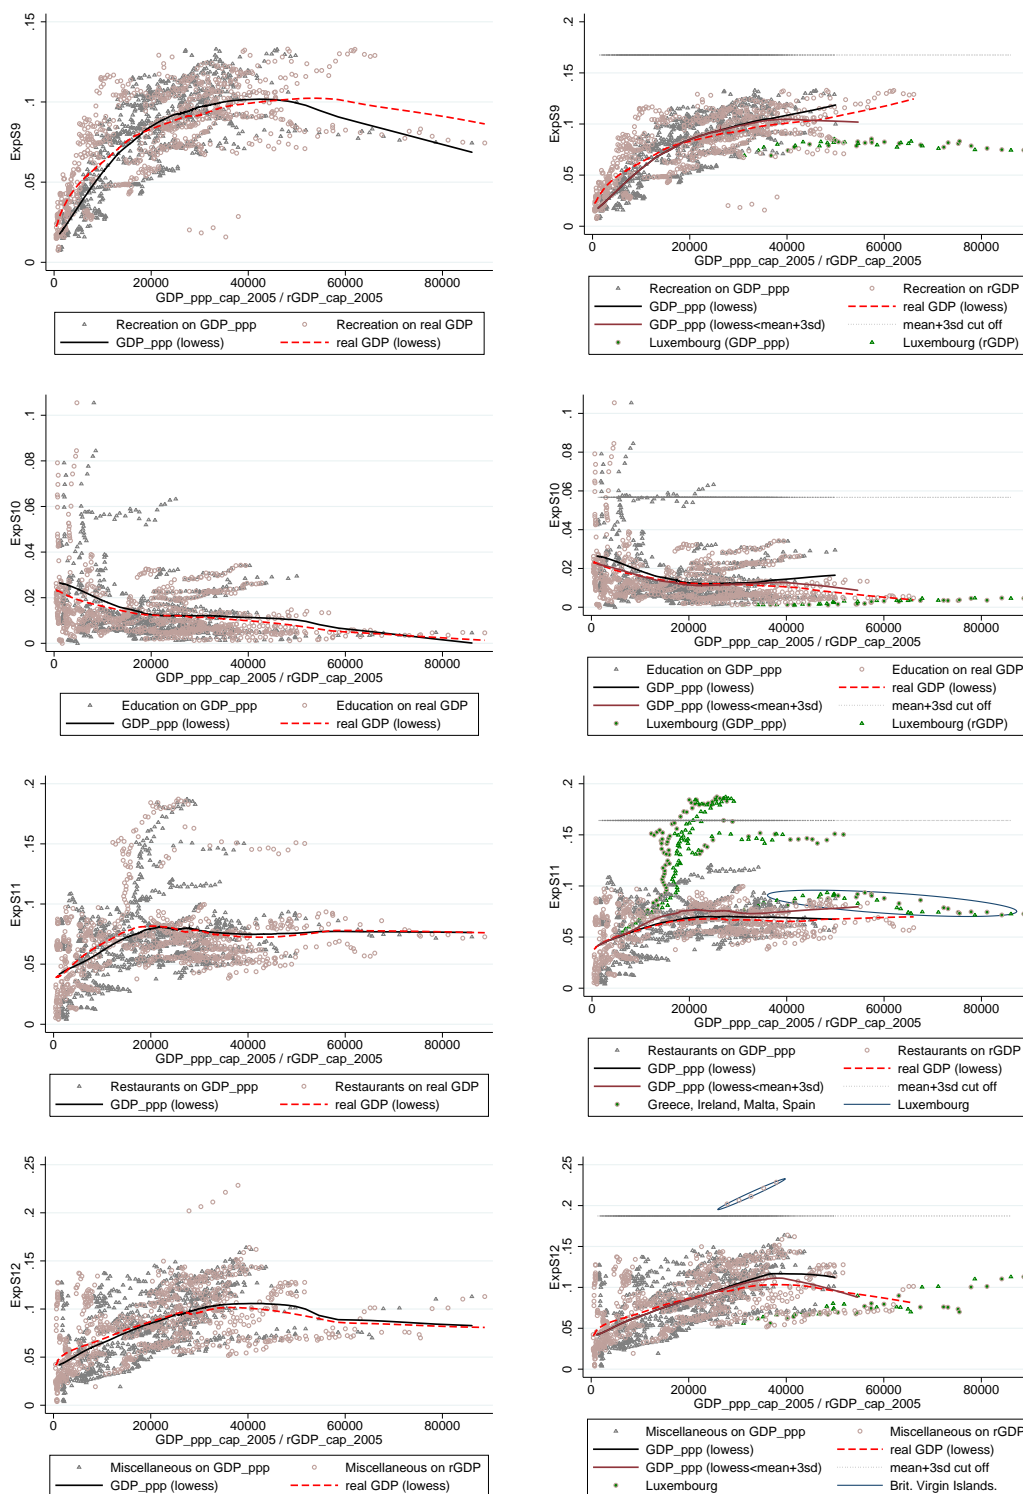 .15
.1
.05
0
ExpS9
0 20000 40000 60000 80000
GDP_ppp_cap_2005 / rGDP_cap_2005
Recreation on GDP_ppp Recreation on real GDP
GDP_ppp (lowess) real GDP (lowess)
.2
.15
.1
.05
0
ExpS9
0 20000 40000 60000 80000
GDP_ppp_cap_2005 / rGDP_cap_2005
Recreation on GDP_ppp Recreation on rGDP
GDP_ppp (lowess) real GDP (lowess)
GDP_ppp (lowess<mean+3sd) mean+3sd cut off
Luxembourg (GDP_ppp) Luxembourg (rGDP)
.1
.08
.06
.04
.02
0
ExpS10
0 20000 40000 60000 80000
GDP_ppp_cap_2005 / rGDP_cap_2005
Education on GDP_ppp Education on real GDP
GDP_ppp (lowess) real GDP (lowess)
.1
.08
.06
.04
.02
0
ExpS10
0 20000 40000 60000 80000
GDP_ppp_cap_2005 / rGDP_cap_2005
Education on GDP_ppp Education on real GDP
GDP_ppp (lowess) real GDP (lowess)
GDP_ppp (lowess<mean+3sd) mean+3sd cut off
Luxembourg (GDP_ppp) Luxembourg (rGDP)
.2
.15
.1
.05
0
ExpS11
0 20000 40000 60000 80000
GDP_ppp_cap_2005 / rGDP_cap_2005
Restaurants on GDP_ppp Restaurants on real GDP
GDP_ppp (lowess) real GDP (lowess)
.2
.15
.1
.05
0
ExpS11
0 20000 40000 60000 80000
GDP_ppp_cap_2005 / rGDP_cap_2005
Restaurants on GDP_ppp Restaurants on rGDP
GDP_ppp (lowess) real GDP (lowess)
GDP_ppp (lowess<mean+3sd) mean+3sd cut off
Greece, Ireland, Malta, Spain Luxembourg
.25
.2
.15
.1
.05
0
ExpS12
0 20000 40000 60000 80000
GDP_ppp_cap_2005 / rGDP_cap_2005
Miscellaneous on GDP_ppp Miscellaneous on rGDP
GDP_ppp (lowess) real GDP (lowess)
.25
.2
.15
.1
.05
0
ExpS12
0 20000 40000 60000 80000
GDP_ppp_cap_2005 / rGDP_cap_2005
Miscellaneous on GDP_ppp Miscellaneous on rGDP
GDP_ppp (lowess) real GDP (lowess)
GDP_ppp (lowess<mean+3sd) mean+3sd cut off
Luxembourg Brit. Virgin Islands.